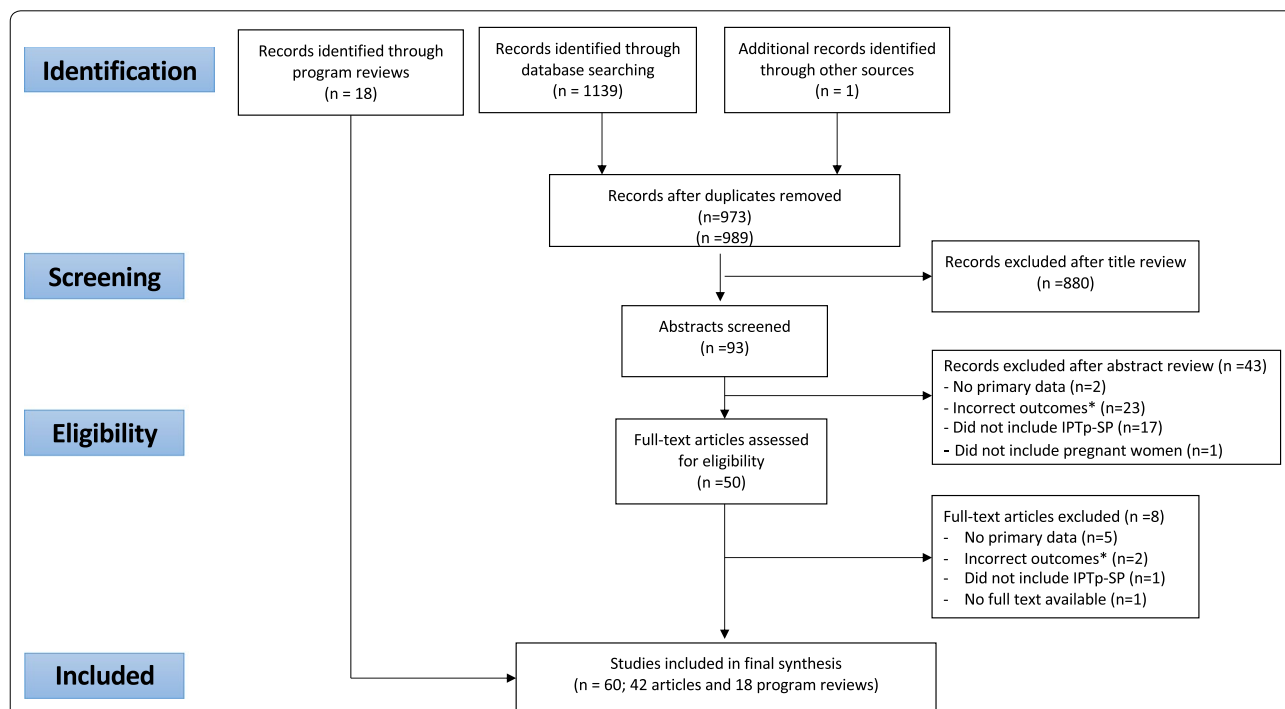 Identification
Records identified through
program reviews
(n = 18)
Records identified through
database searching
(n = 1139)
Additional records identified
through other sources
(n = 1)
Records after duplicates removed
(n=973)
(n =989)
Screening
Records excluded after title review
(n =880)
Abstracts screened
(n =93)
Records excluded after abstract review (n =43)
- No primary data (n=2)
- Incorrect outcomes* (n=23)
- Did not include IPTp-SP (n=17)
- Did not include pregnant women (n=1)
Eligibility
Full-text articles assessed
for eligibility
(n =50)
Full-text articles excluded (n =8)
- No primary data (n=5)
- Incorrect outcomes* (n=2)
- Did not include IPTp-SP (n=1)
- No full text available (n=1)
Included
Studies included in final synthesis
(n = 60; 42 articles and 18 program reviews)